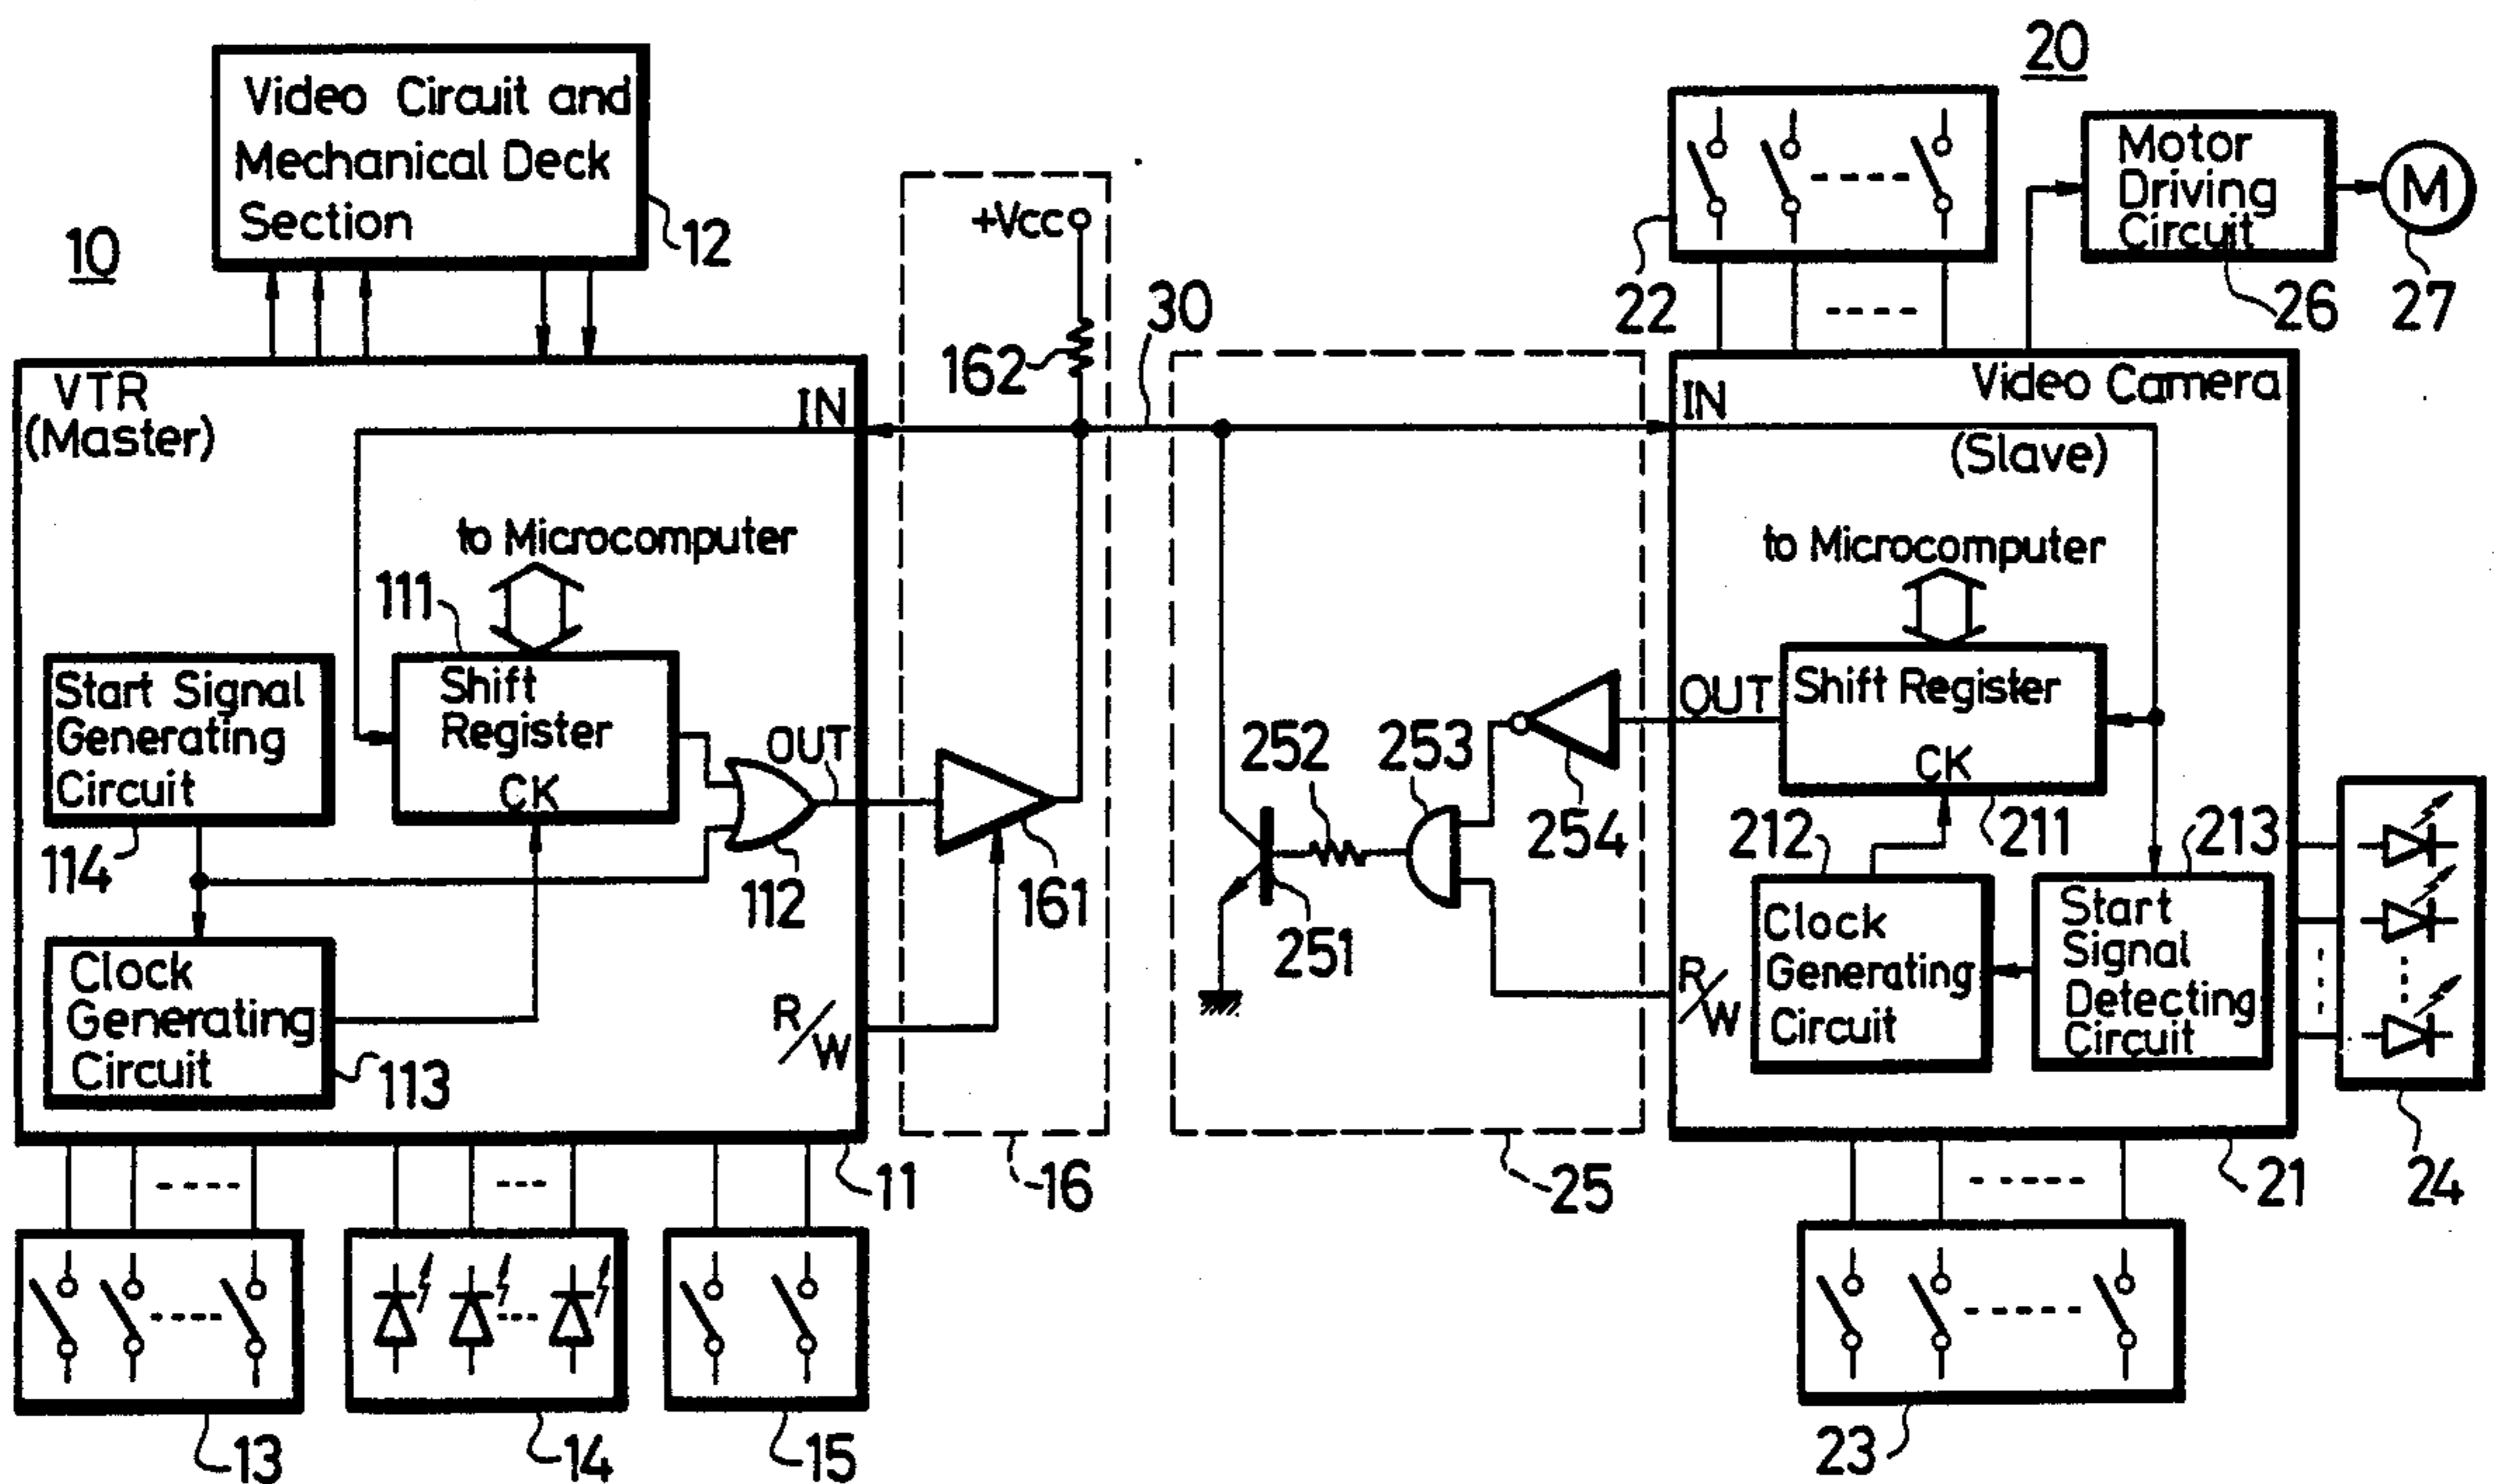 20
Video Circuit and
Mechanical Deck
Section
12
10
+Vcc
162
30
22
Motor
Driving
Circuit
M
26
27
VTR
(Master)
IN
to Microcomputer
111
Shift
Register
CK
Start Signal
Generating
Circuit
114
OUT
112
161
Clock
Generating
Circuit
113
R/W
11
16
13
14
15
252
253
254
251
25
IN
Video Camera
(Slave)
to Microcomputer
OUT
Shift Register
CK
212
211
213
Clock
Generating
Circuit
Start
Signal
Detecting
Circuit
R/W
24
21
23